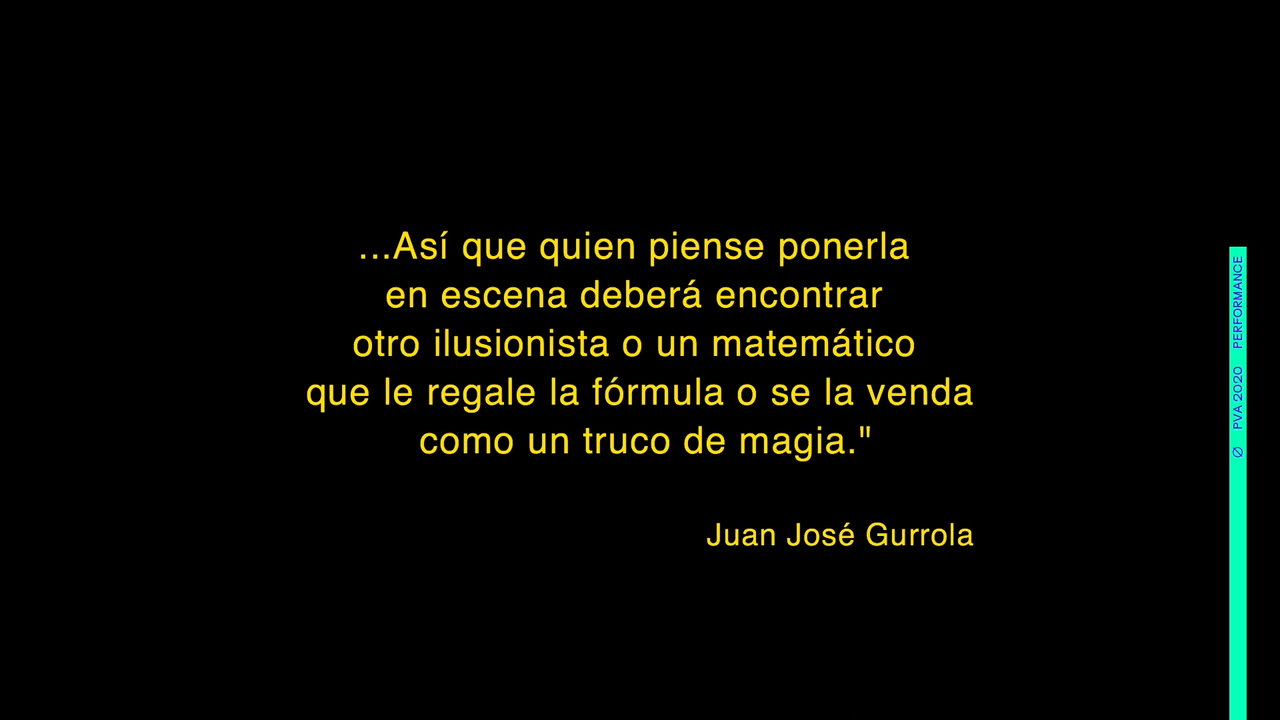 ...Así que quien piense ponerla
en escena deberá encontrar
otro ilusionista o un matemático
que le regale la fórmula o se la venda
como un truco de magia."
Juan José Gurrola
∅ PVA 2020 PERFORMANCE